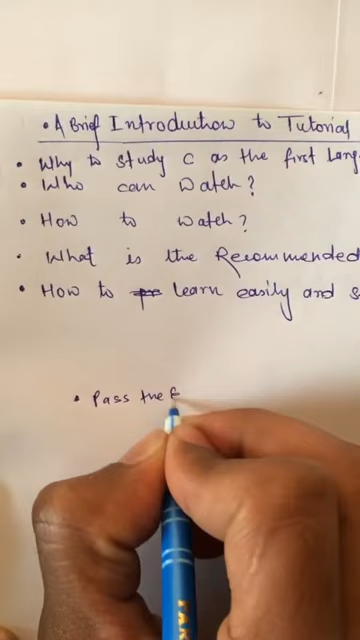 • A Brief Introduction to Tutorial
• Why to study C as the first Lang
• Who can Watch?
• How to watch?
• What is the Recommended
• How to learn easily and s
• Pass the E